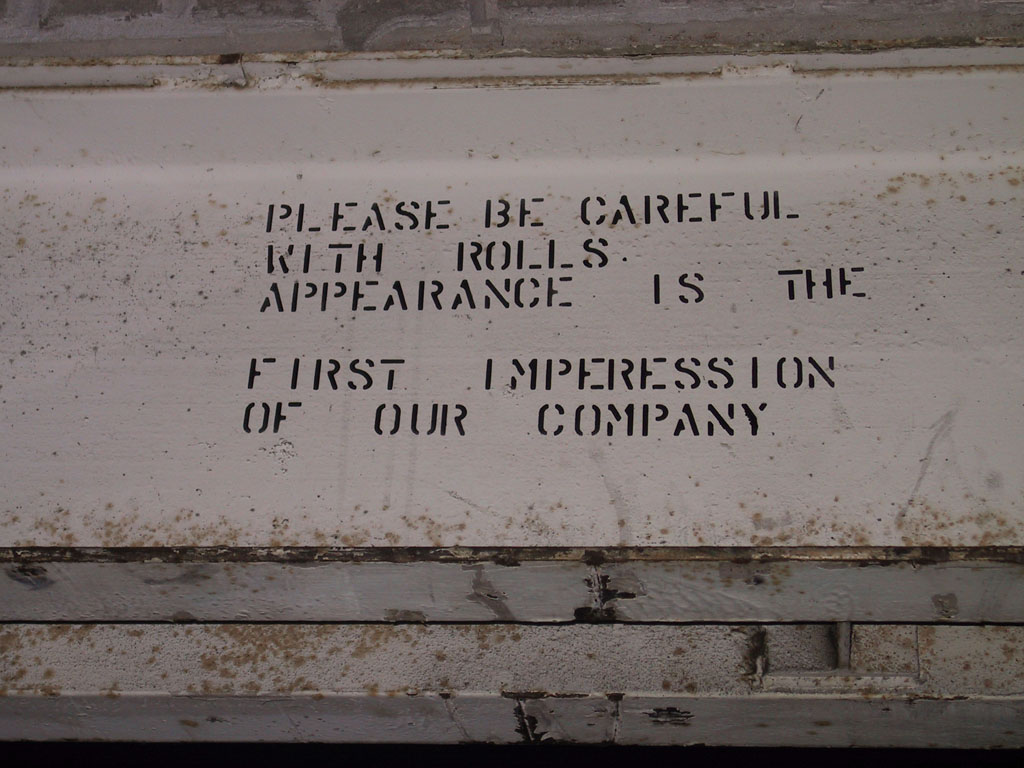 PLEASE BE CAREFUL
WITH ROLLS.
APPEARANCE IS THE
FIRST IMPERESSION
OF OUR COMPANY